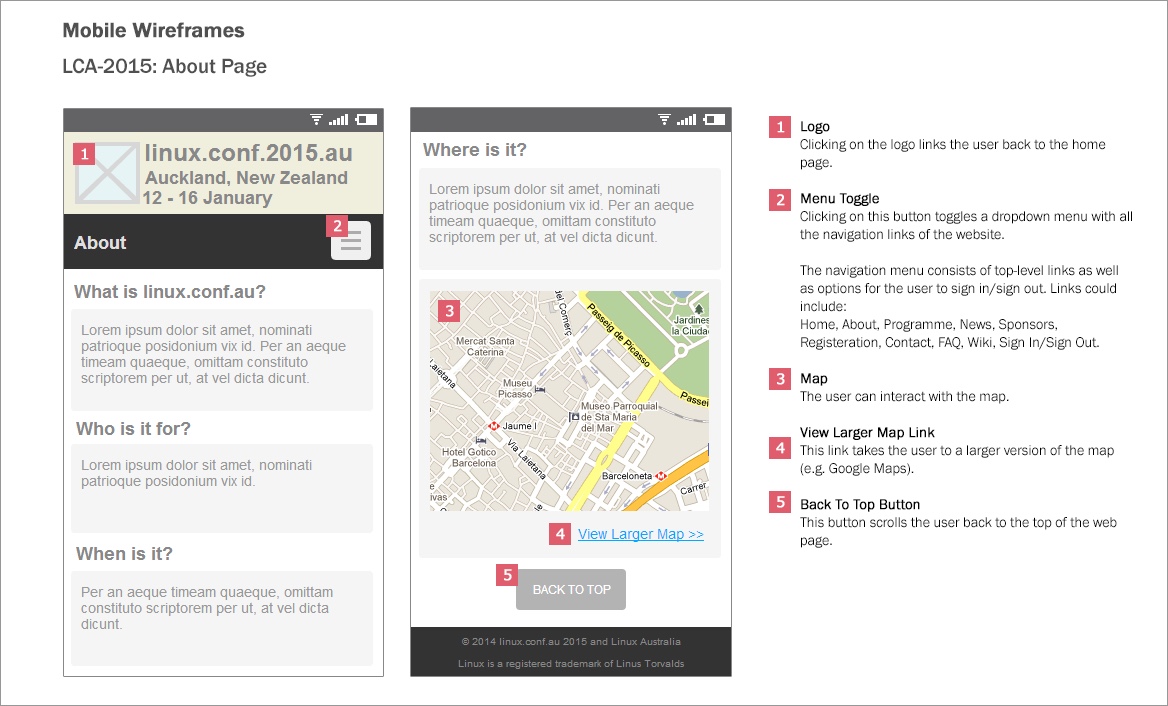 Mobile Wireframes
LCA-2015: About Page
1
linux.conf.2015.au
Auckland, New Zealand
12 - 16 January
About
2
What is linux.conf.au?
Lorem ipsum dolor sit amet, nominati
patrioque posidonium vix id. Per an aeque
timeam quaeque, omittam constituto
scriptorem per ut, at vel dicta dicunt.
Who is it for?
Lorem ipsum dolor sit amet, nominati
patrioque posidonium vix id.
When is it?
Per an aeque timeam quaeque, omittam
constituto scriptorem per ut, at vel dicta
dicunt.
Where is it?
Lorem ipsum dolor sit amet, nominati
patrioque posidonium vix id. Per an aeque
timeam quaeque, omittam constituto
scriptorem per ut, at vel dicta dicunt.
3
del Comerç
Passeig de Picasso
Jardines
la Ciuda
Mercat Santa
Caterina
Laietana
Museu
Picasso
Passei
Museo Parroquial
de Sta Maria
del Mar
Jaume I
Via Laietana
Hotel Gotico
Barcelona
Barceloneta
Carrer
ivas
4
View Larger Map >>
5
BACK TO TOP
© 2014 linux.conf.au 2015 and Linux Australia
Linux is a registered trademark of Linus Torvalds
1
Logo
Clicking on the logo links the user back to the home
page.
2
Menu Toggle
Clicking on this button toggles a dropdown menu with all
the navigation links of the website.
The navigation menu consists of top-level links as well
as options for the user to sign in/sign out. Links could
include:
Home, About, Programme, News, Sponsors,
Registeration, Contact, FAQ, Wiki, Sign In/Sign Out.
3
Map
The user can interact with the map.
4
View Larger Map Link
This link takes the user to a larger version of the map
(e.g. Google Maps).
5
Back To Top Button
This button scrolls the user back to the top of the web
page.